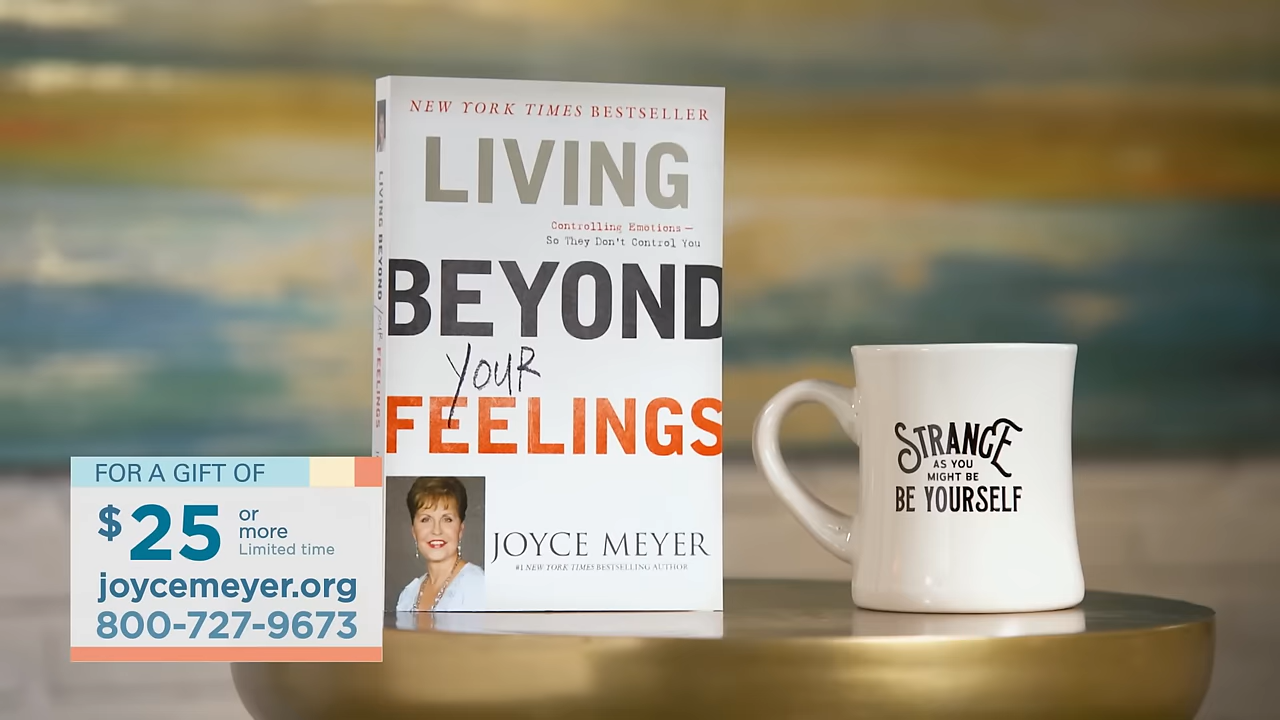 NEW YORK TIMES BESTSELLER
LIVING
Controlling Emotions—
So They Don't Control You
BEYOND
your
FEELINGS
JOYCE MEYER
#1 NEW YORK TIMES BESTSELLING AUTHOR
LIVING BEYOND your FEELINGS
STRANGE
AS YOU
MIGHT BE
BE YOURSELF
FOR A GIFT OF
$25
or
more
Limited time
joycemeyer.org
800-727-9673